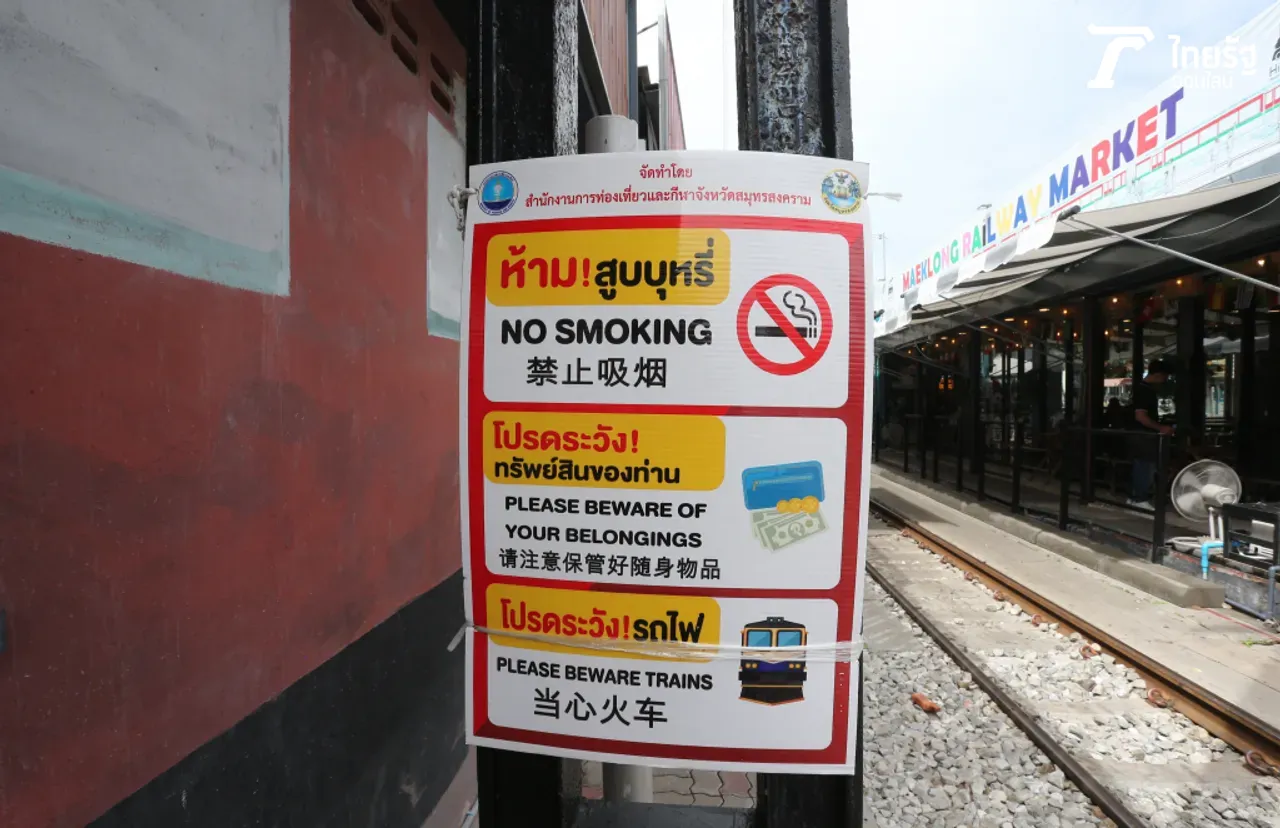 จัดทำโดย
สำนักงานการท่องเที่ยวและกีฬาจังหวัดสมุทรสงคราม
ห้าม!สูบบุหรี่
NO SMOKING
禁止吸烟
โปรดระวัง!
ทรัพย์สินของท่าน
PLEASE BEWARE OF
YOUR BELONGINGS
请注意保管好随身物品
โปรดระวัง!รถไฟ
PLEASE BEWARE TRAINS
当心火车
MAEKLONG RAiLWAY MARKET
ไทยรัฐ
ออนไลน์